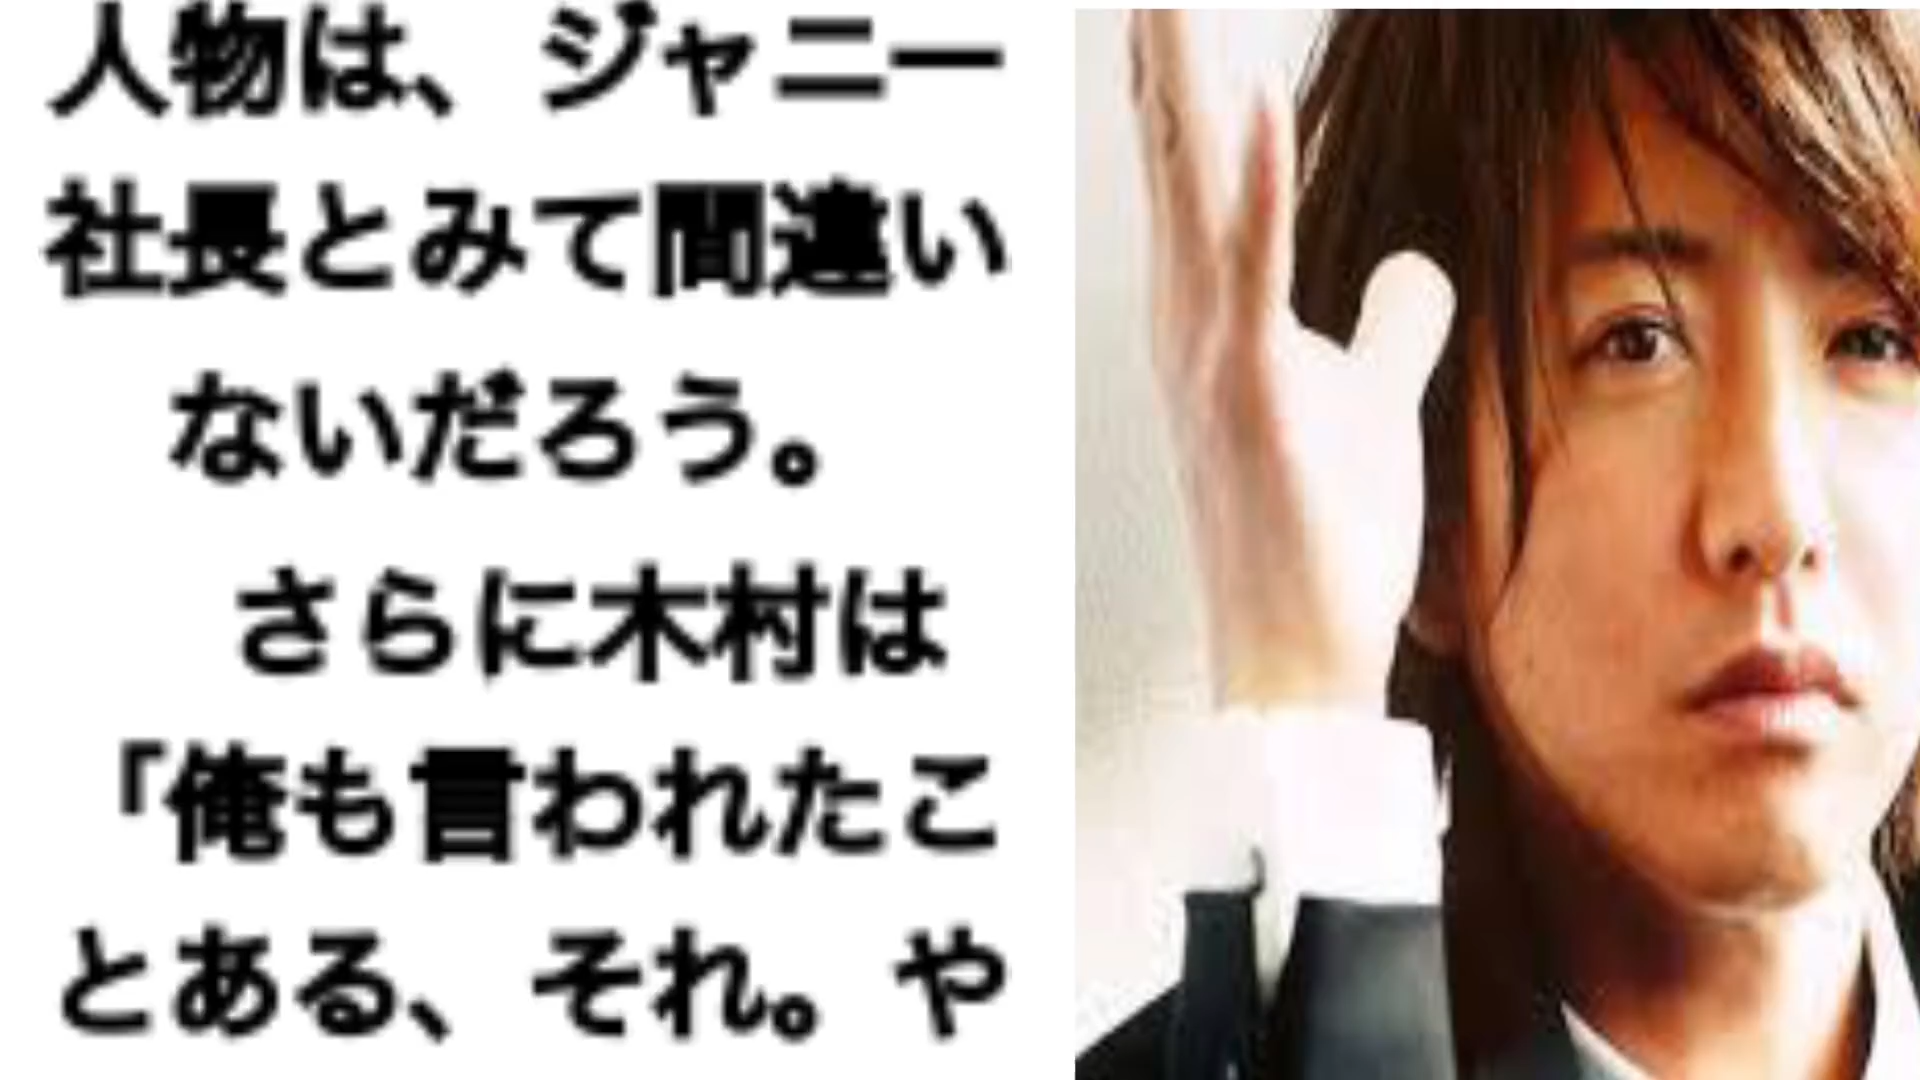 人物は、ジャニー
社長とみて間違い
ないだろう。
さらに木村は
「俺も言われたこ
とある、それ。や